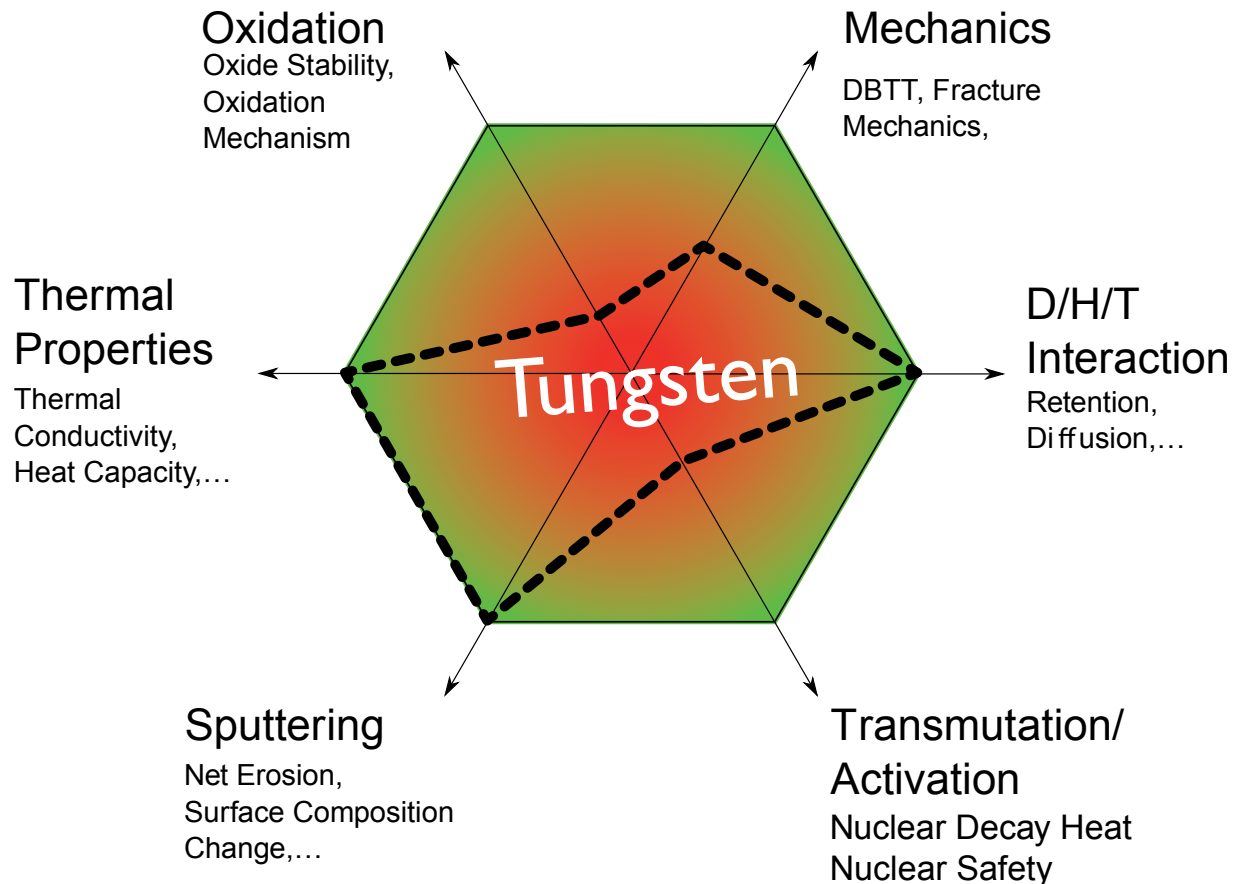 Oxidation
Oxide Stability,
Oxidation
Mechanism
Mechanics
DBTT, Fracture
Mechanics,
Thermal
Properties
Thermal
Conductivity,
Heat Capacity,…
Tungsten
D/H/T
Interaction
Retention,
Diffusion,…
Sputtering
Net Erosion,
Surface Composition
Change,…
Transmutation/
Activation
Nuclear Decay Heat
Nuclear Safety